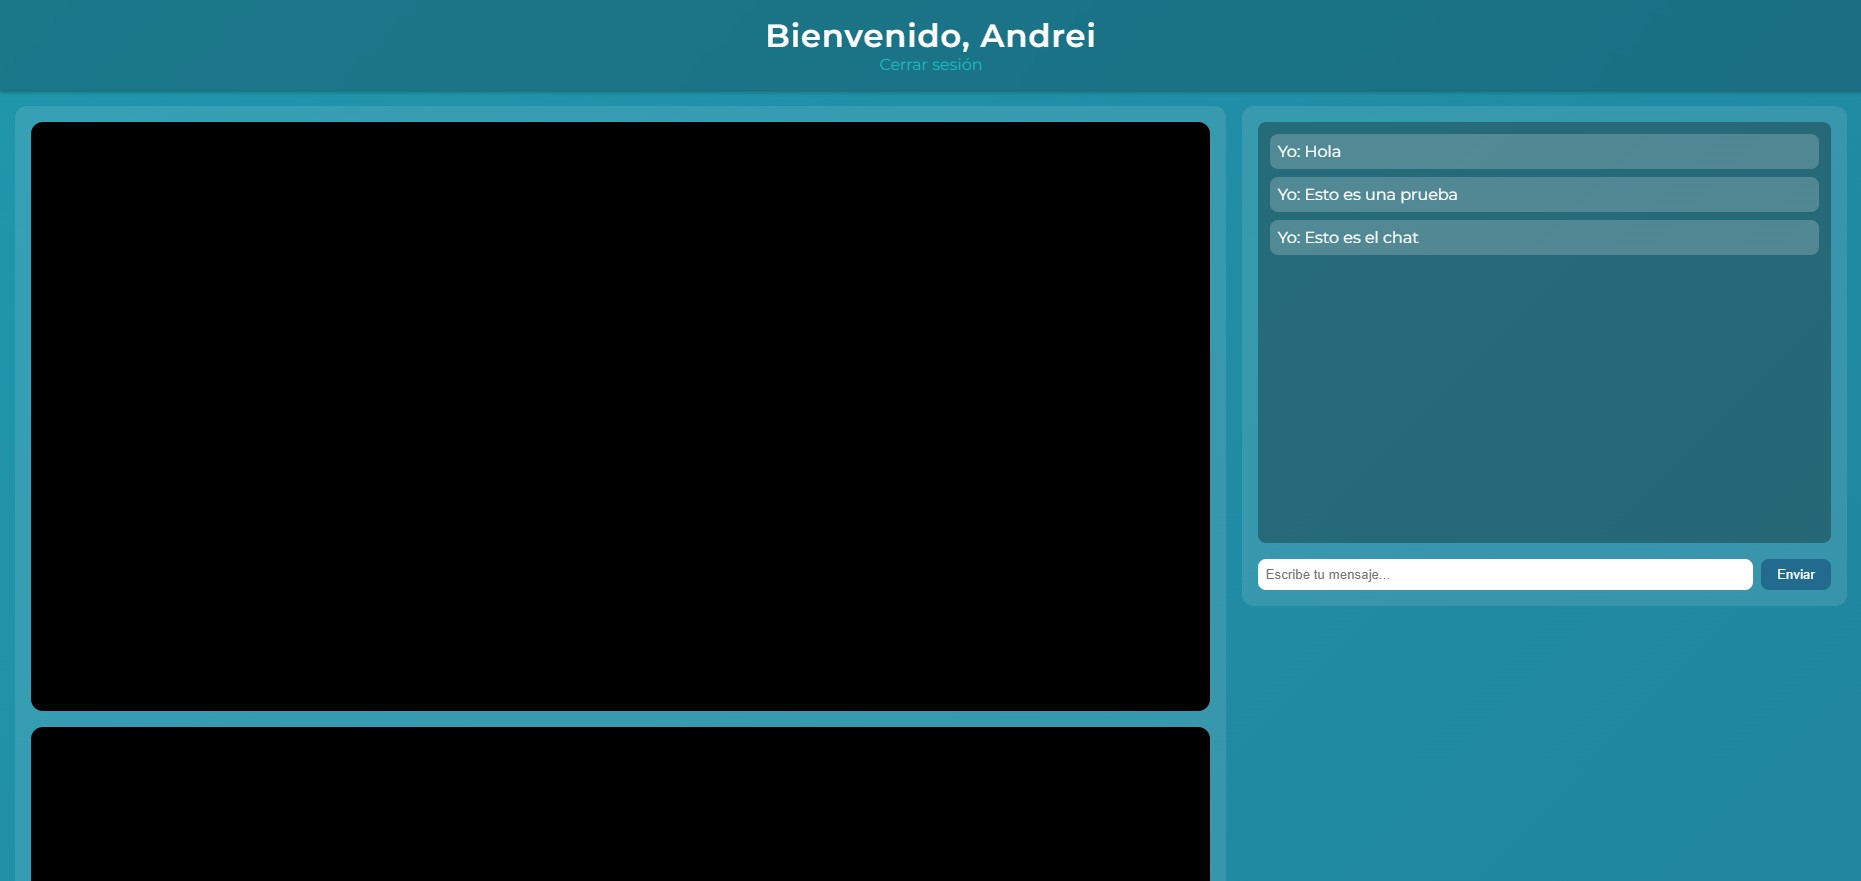 Bienvenido, Andrei
Cerrar sesión
Yo: Hola
Yo: Esto es una prueba
Yo: Esto es el chat
Escribe tu mensaje...
Enviar